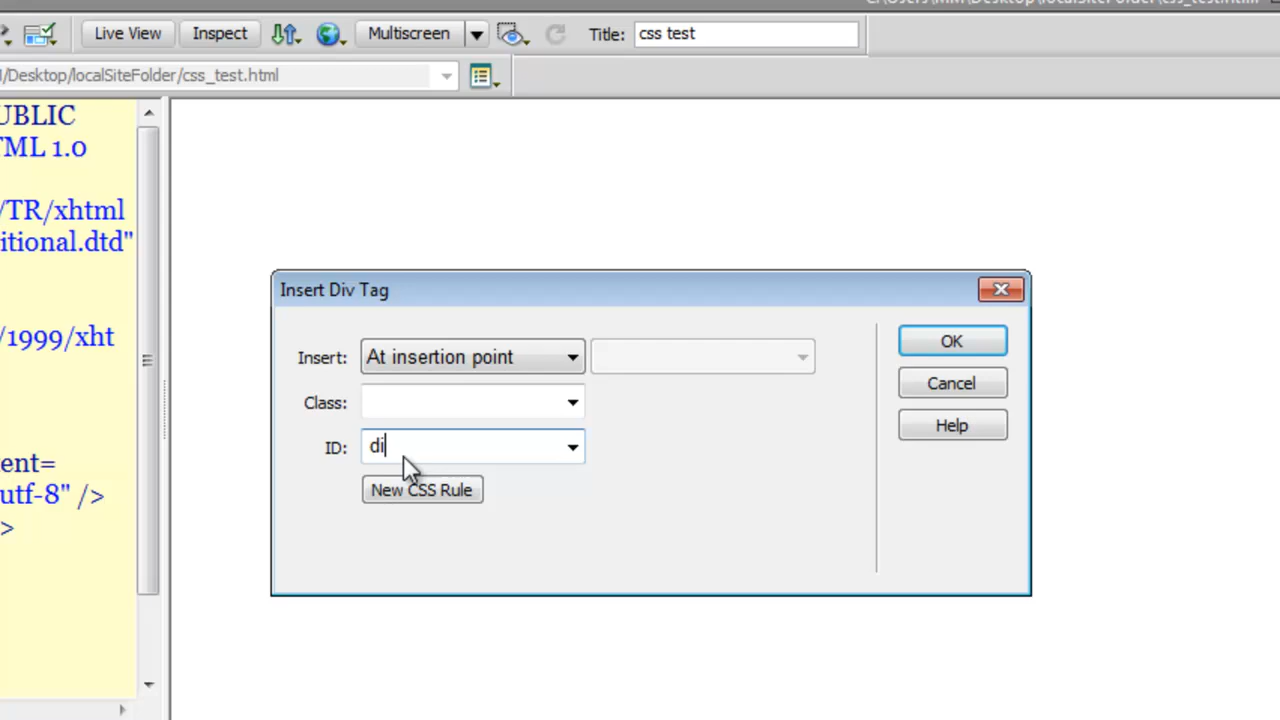 Live View Inspect Multiscreen Title: css test
/Desktop/localSiteFolder/css_test.html
UBLIC
TML 1.0
/TR/xhtml
itional.dtd"
/1999/xht
ent=
utf-8" />
>
Insert Div Tag
Insert: At insertion point
Class:
ID: di
New CSS Rule
OK
Cancel
Help